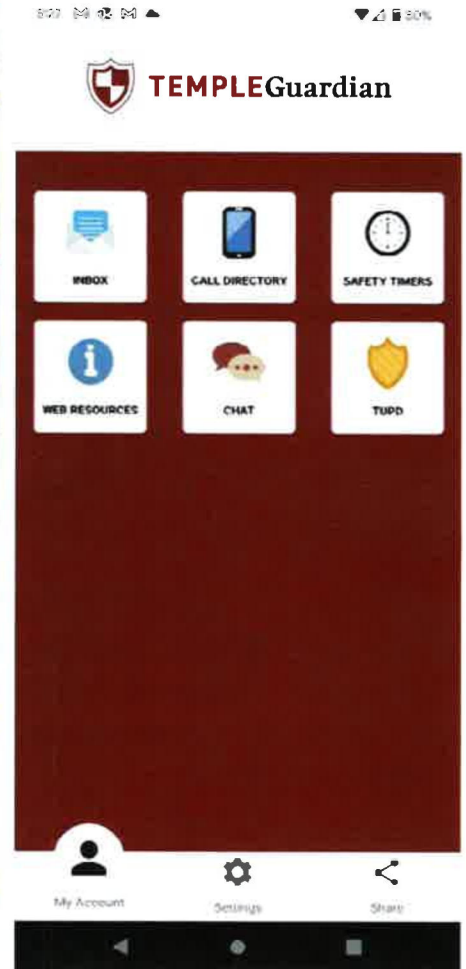 TEMPLEGuardian
INBOX
CALL DIRECTORY
SAFETY TIMERS
WEB RESOURCES
CHAT
TUPD
My Account
Settings
Share